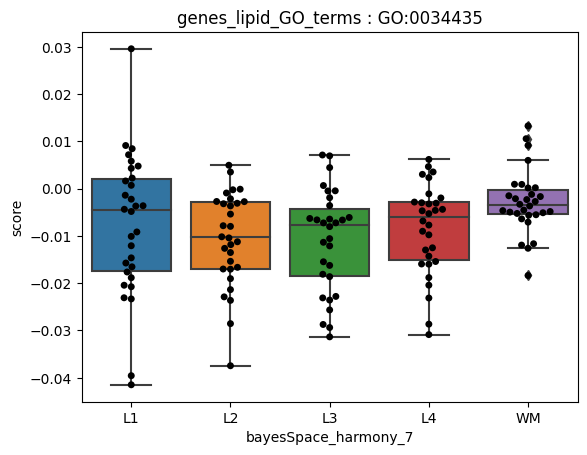 genes_lipid_GO_terms : GO:0034435
0.03
0.02
0.01
0.00
−0.01
−0.02
−0.03
−0.04
score
L1 L2 L3 L4 WM
bayesSpace_harmony_7